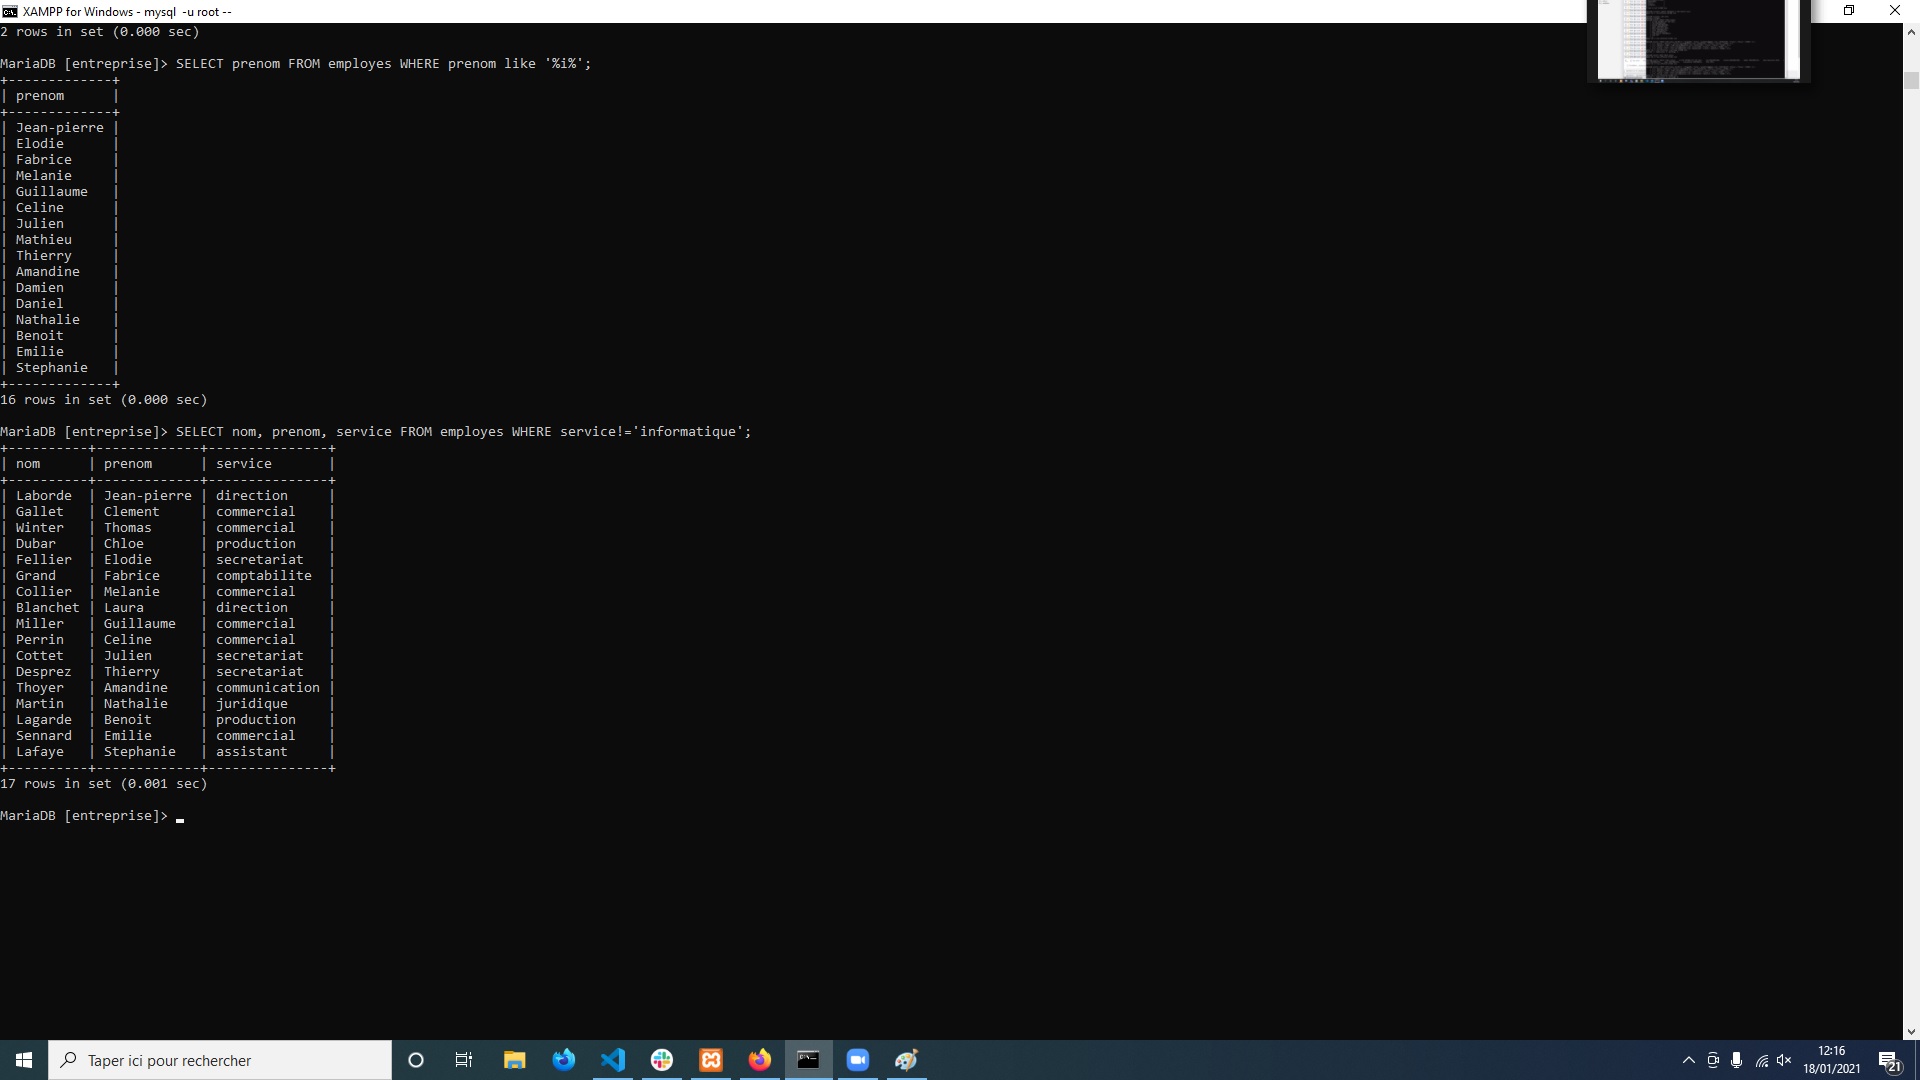 XAMPP for Windows - mysql  -u root --
2 rows in set (0.000 sec)
MariaDB [entreprise]> SELECT prenom FROM employes WHERE prenom like '%i%';
+-------------+
| prenom      |
+-------------+
| Jean-pierre |
| Elodie      |
| Fabrice     |
| Melanie     |
| Guillaume   |
| Celine      |
| Julien      |
| Mathieu     |
| Thierry     |
| Amandine    |
| Damien      |
| Daniel      |
| Nathalie    |
| Benoit      |
| Emilie      |
| Stephanie   |
+-------------+
16 rows in set (0.000 sec)
MariaDB [entreprise]> SELECT nom, prenom, service FROM employes WHERE service!='informatique';
+----------+-------------+---------------+
| nom      | prenom      | service       |
+----------+-------------+---------------+
| Laborde  | Jean-pierre | direction     |
| Gallet   | Clement     | commercial    |
| Winter   | Thomas      | commercial    |
| Dubar    | Chloe       | production    |
| Fellier  | Elodie      | secretariat   |
| Grand    | Fabrice     | comptabilite  |
| Collier  | Melanie     | commercial    |
| Blanchet | Laura       | direction     |
| Miller   | Guillaume   | commercial    |
| Perrin   | Celine      | commercial    |
| Cottet   | Julien      | secretariat   |
| Desprez  | Thierry     | secretariat   |
| Thoyer   | Amandine    | communication |
| Martin   | Nathalie    | juridique     |
| Lagarde  | Benoit      | production    |
| Sennard  | Emilie      | commercial    |
| Lafaye   | Stephanie   | assistant     |
+----------+-------------+---------------+
17 rows in set (0.001 sec)
MariaDB [entreprise]>
Taper ici pour rechercher
12:16
18/01/2021
21